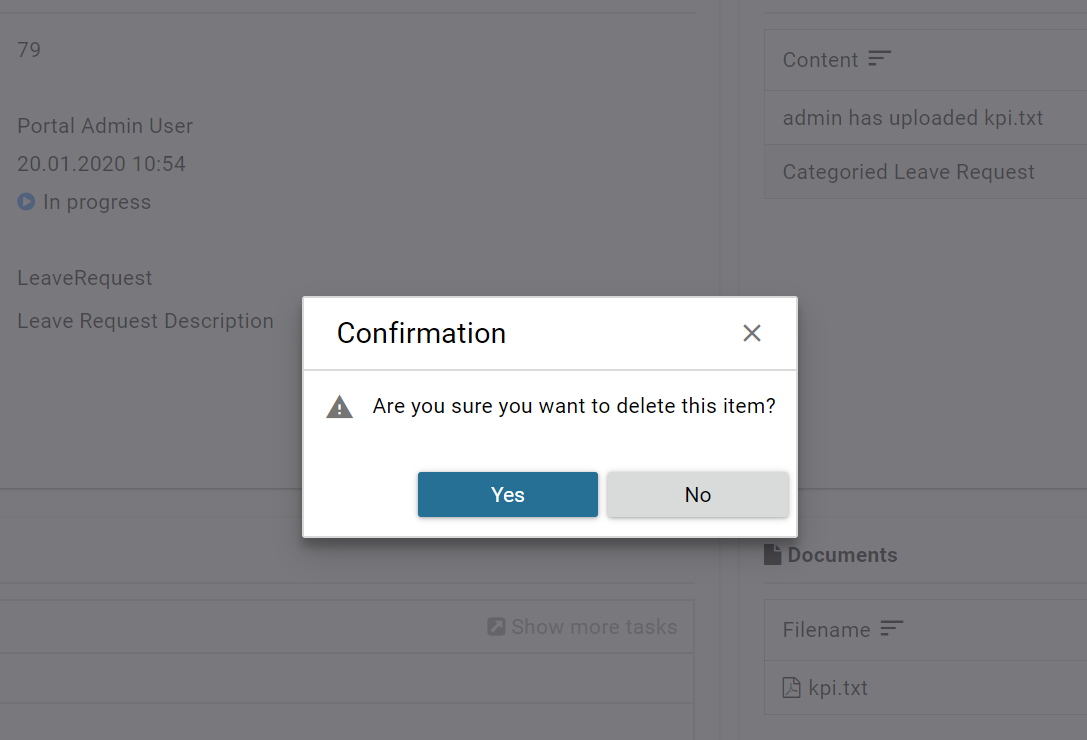 79
Portal Admin User
20.01.2020 10:54
In progress
LeaveRequest
Leave Request Description
Content
admin has uploaded kpi.txt
Categoried Leave Request
Confirmation
Are you sure you want to delete this item?
Yes
No
Show more tasks
Documents
Filename
kpi.txt